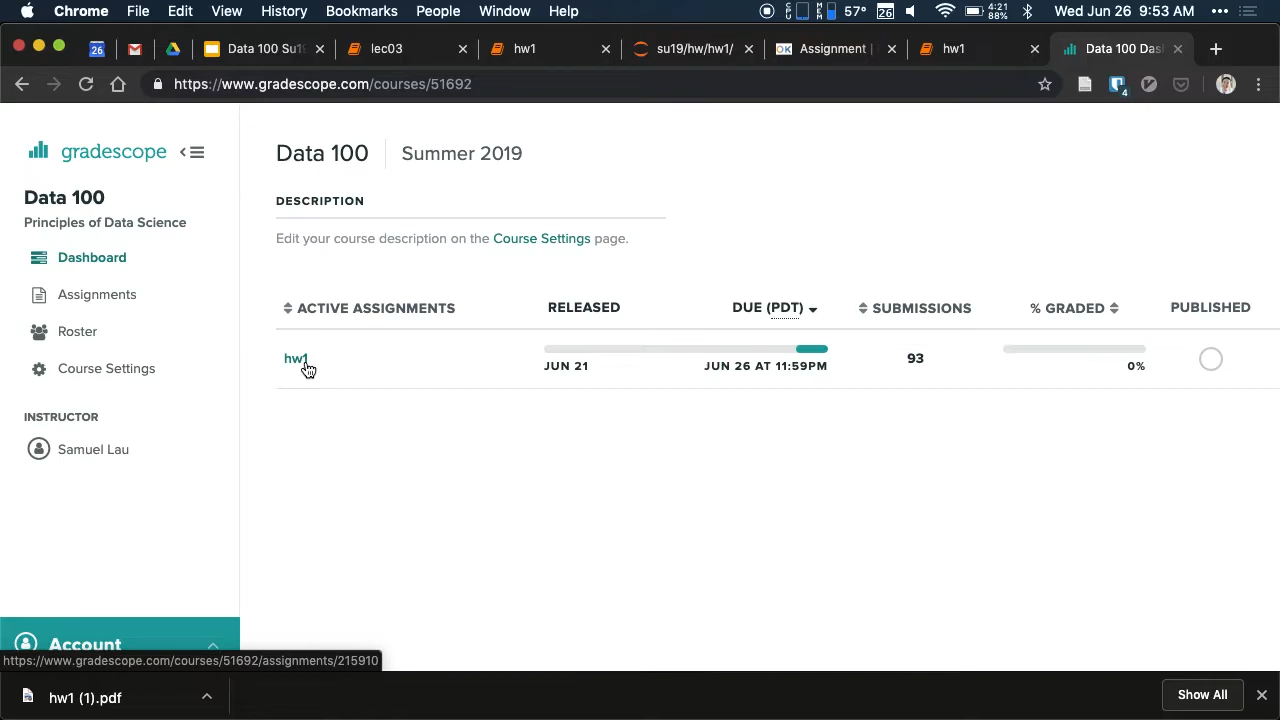 Chrome File Edit View History Bookmarks People Window Help 57° 26 4:21 88% Wed Jun 26 9:53 AM
26 Data 100 Su19 lec03 hw1 su19/hw/hw1/ OK Assignment | hw1 Data 100 Das
https://www.gradescope.com/courses/51692 4
gradescope
Data 100
Principles of Data Science
Dashboard
Assignments
Roster
Course Settings
INSTRUCTOR
Samuel Lau
Account
Data 100 Summer 2019
DESCRIPTION
Edit your course description on the Course Settings page.
ACTIVE ASSIGNMENTS RELEASED DUE (PDT) SUBMISSIONS % GRADED PUBLISHED
hw1 JUN 21 JUN 26 AT 11:59PM 93 0%
https://www.gradescope.com/courses/51692/assignments/215910
hw1 (1).pdf Show All